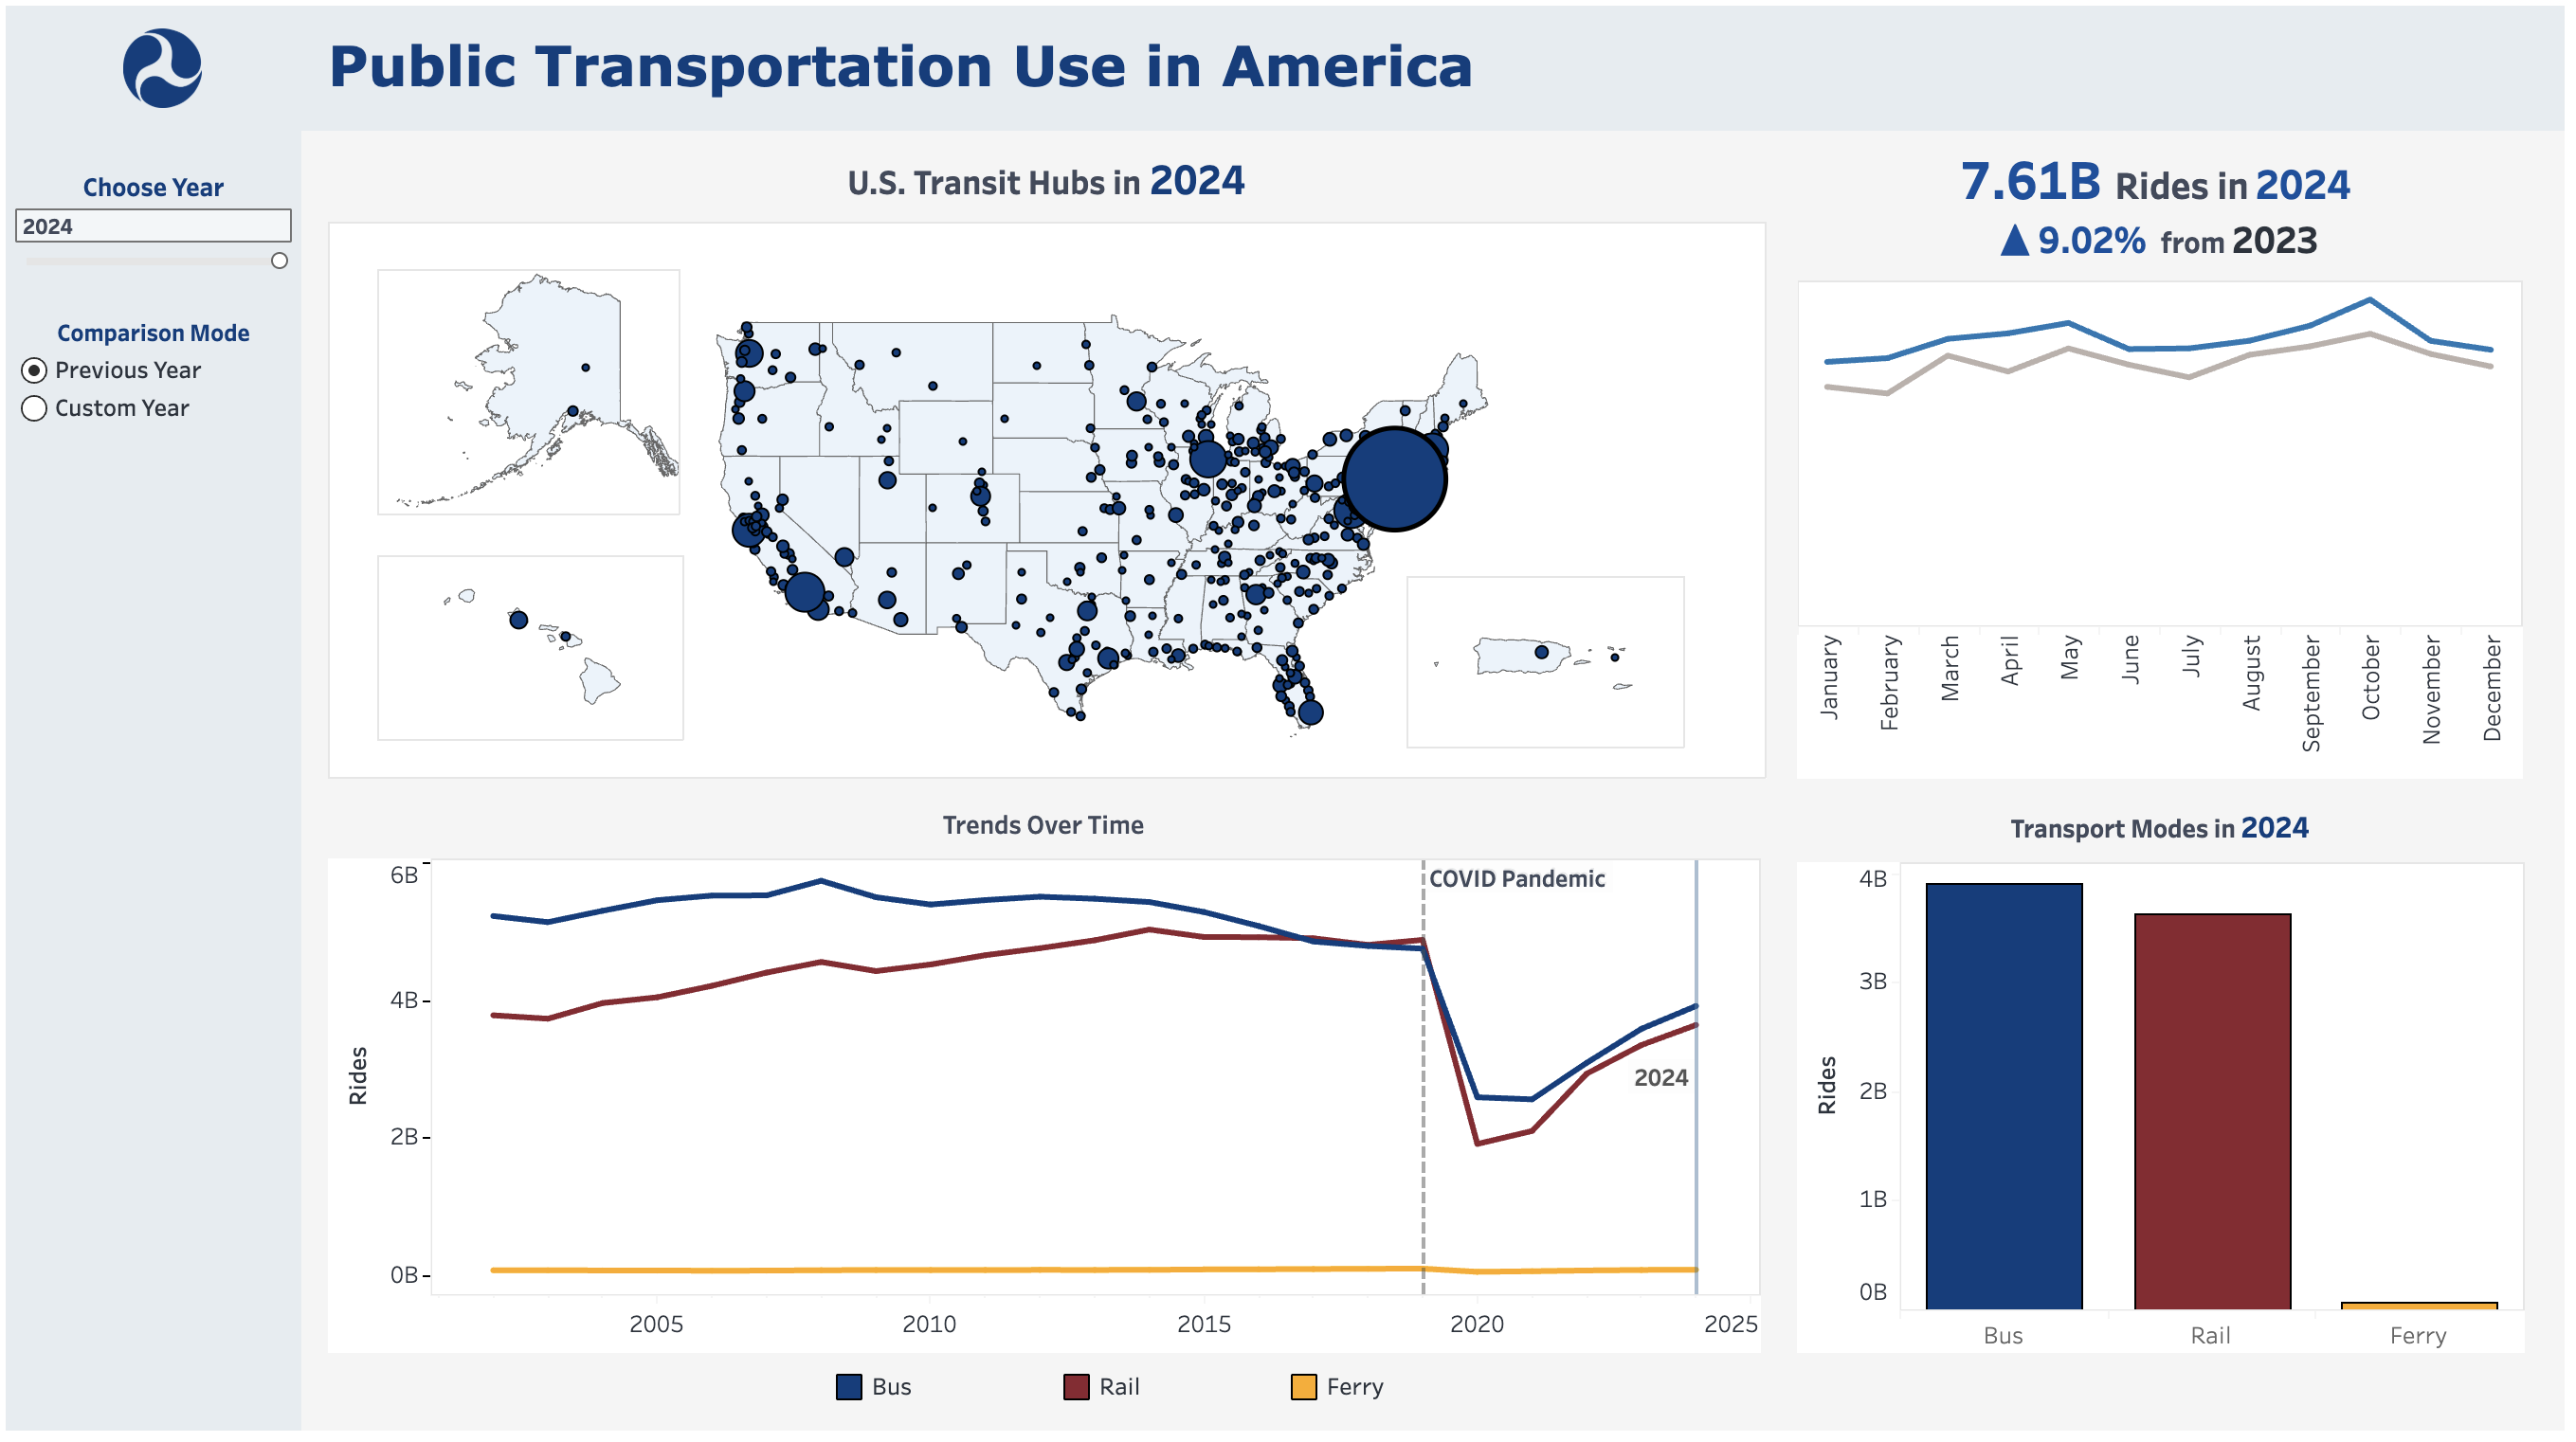 Public Transportation Use in America
Choose Year
2024
Comparison Mode
Previous Year
Custom Year
U.S. Transit Hubs in 2024
7.61B Rides in 2024
▲ 9.02% from 2023
January
February
March
April
May
June
July
August
September
October
November
December
Trends Over Time
6B
4B
2B
0B
Rides
COVID Pandemic
2024
2005
2010
2015
2020
2025
Bus
Rail
Ferry
Transport Modes in 2024
4B
3B
2B
1B
0B
Rides
Bus
Rail
Ferry